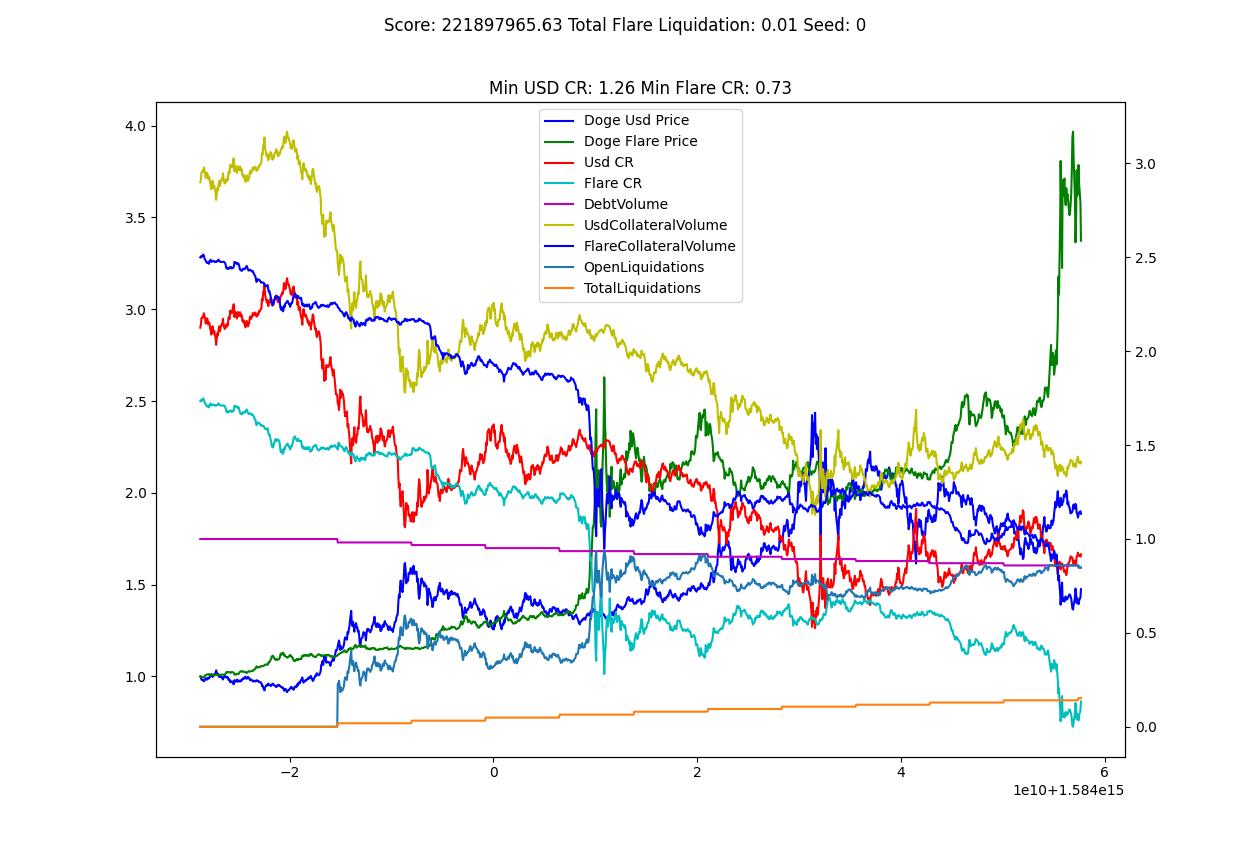 Score: 221897965.63 Total Flare Liquidation: 0.01 Seed: 0
Min USD CR: 1.26 Min Flare CR: 0.73
Doge Usd Price
Doge Flare Price
Usd CR
Flare CR
DebtVolume
UsdCollateralVolume
FlareCollateralVolume
OpenLiquidations
TotalLiquidations
4.0
3.5
3.0
2.5
2.0
1.5
1.0
3.0
2.5
2.0
1.5
1.0
0.5
0.0
−2
0
2
4
6
1e10+1.584e15